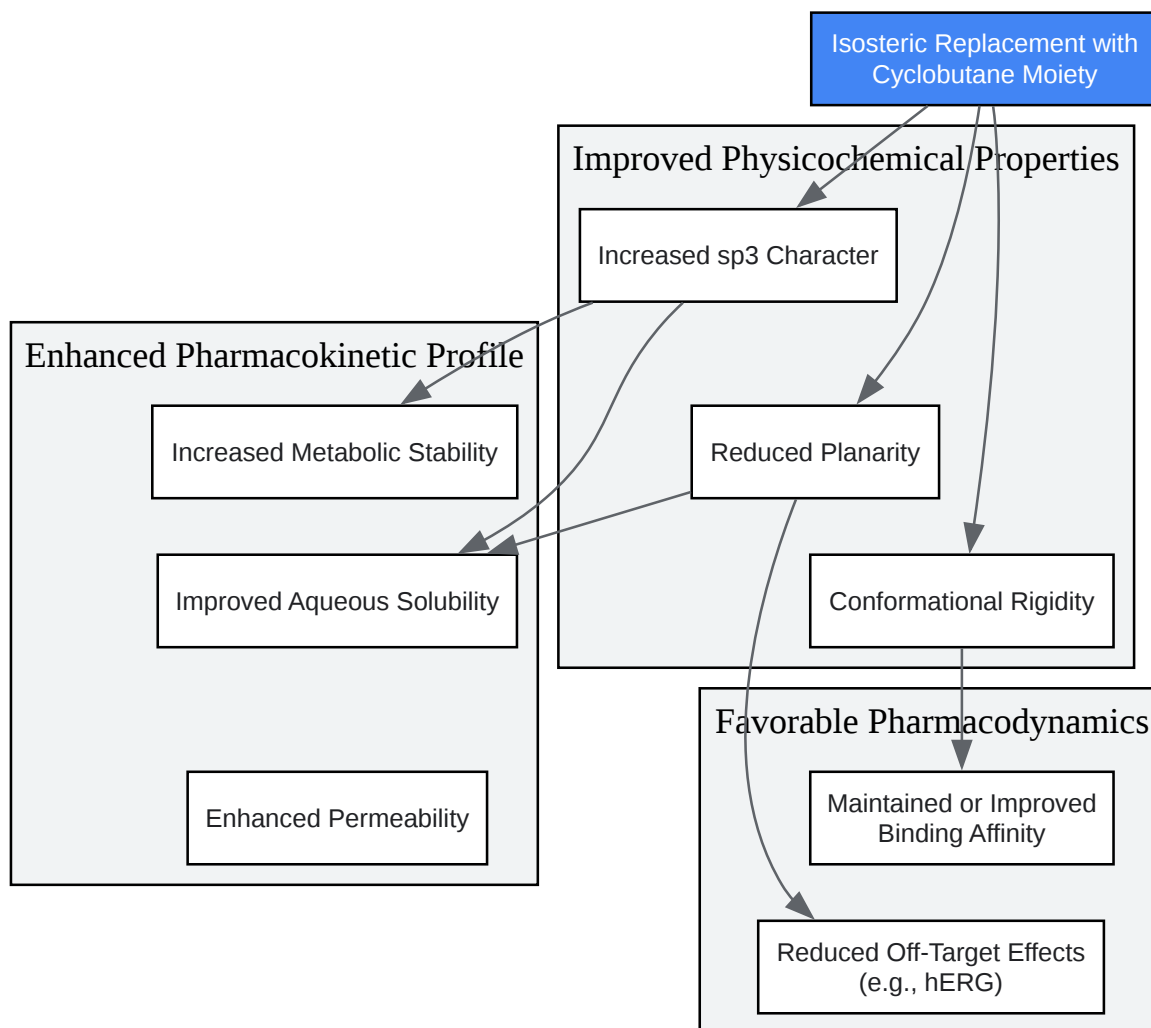 Isosteric Replacement with
Cyclobutane Moiety
Improved Physicochemical Properties
Increased sp3 Character
Enhanced Pharmacokinetic Profile
Increased Metabolic Stability
Reduced Planarity
Improved Aqueous Solubility
Conformational Rigidity
Favorable Pharmacodynamics
Enhanced Permeability
Maintained or Improved
Binding Affinity
Reduced Off-Target Effects
(e.g., hERG)